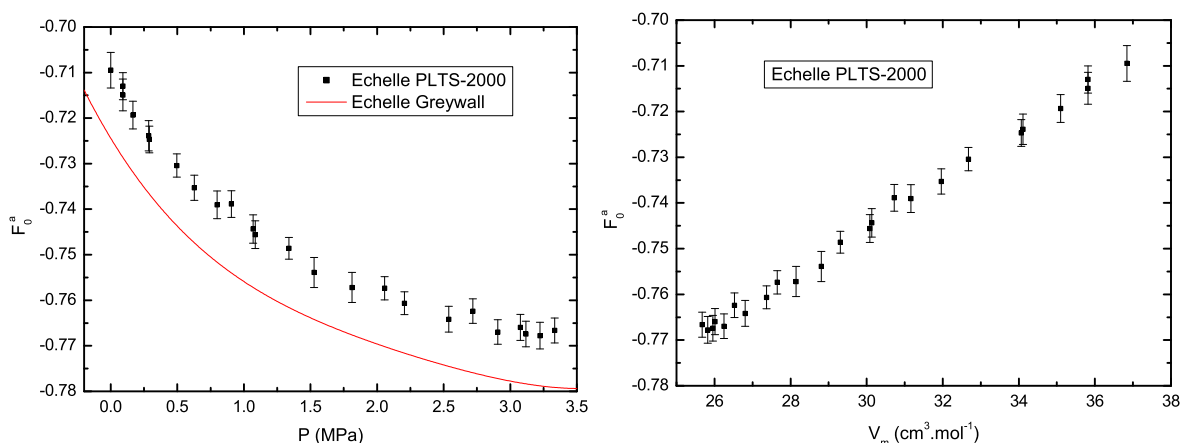 -0.70
-0.71
-0.72
-0.73
-0.74
-0.75
-0.76
-0.77
-0.78
F₀ᵃ
Echelle PLTS-2000
Echelle Greywall
0.0 0.5 1.0 1.5 2.0 2.5 3.0 3.5
P (MPa)
-0.70
-0.71
-0.72
-0.73
-0.74
-0.75
-0.76
-0.77
-0.78
F₀ᵃ
Echelle PLTS-2000
26 28 30 32 34 36 38
Vₘ (cm³.mol⁻¹)